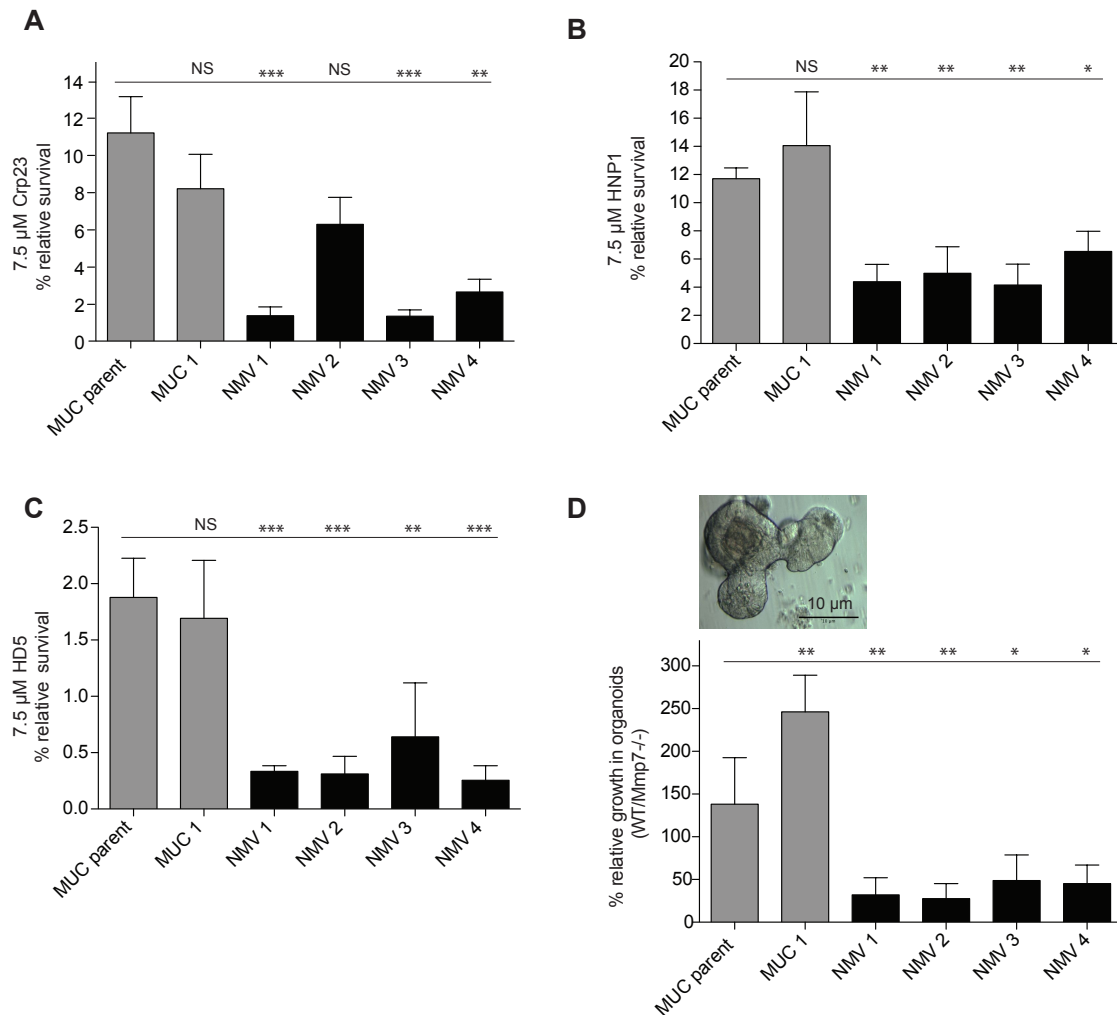 A
NS *** NS *** **
14
12
10
8
6
4
2
0
7.5 µM Crp23
% relative survival
MUC parent
MUC 1
NMV 1
NMV 2
NMV 3
NMV 4
B
NS ** ** ** *
20
18
16
14
12
10
8
6
4
2
0
7.5 µM HNP1
% relative survival
MUC parent
MUC 1
NMV 1
NMV 2
NMV 3
NMV 4
C
NS *** *** ** ***
2.5
2.0
1.5
1.0
0.5
0.0
7.5 µM HD5
% relative survival
MUC parent
MUC 1
NMV 1
NMV 2
NMV 3
NMV 4
D
10 µm
** ** ** * *
300
250
200
150
100
50
0
% relative growth in organoids
(WT/Mmp7-/-)
MUC parent
MUC 1
NMV 1
NMV 2
NMV 3
NMV 4